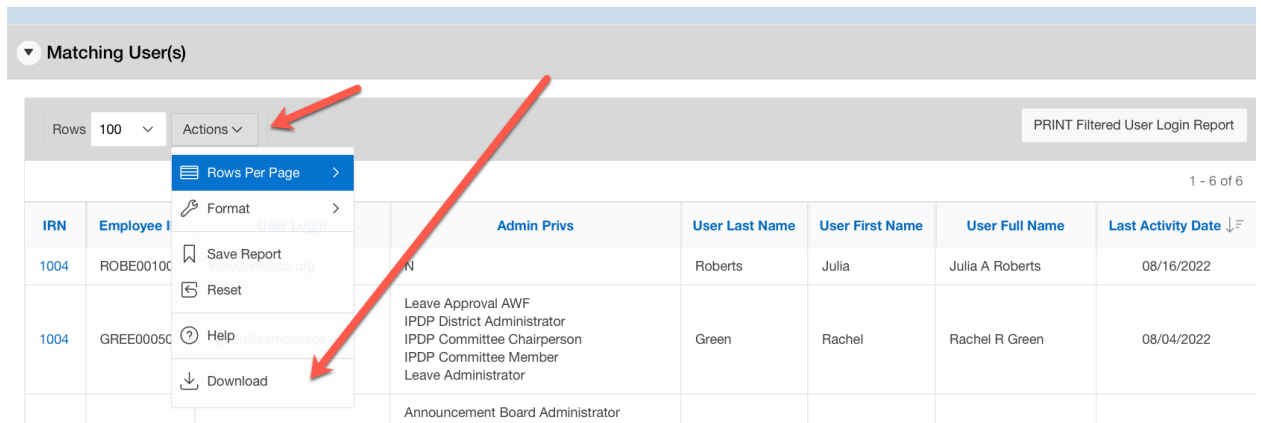 Matching User(s)
Rows 100 Actions PRINT Filtered User Login Report
Rows Per Page
1 - 6 of 6
Format
IRN Employee ID User Login Admin Privs User Last Name User First Name User Full Name Last Activity Date
Save Report
1004 ROBE00100 N Roberts Julia Julia A Roberts 08/16/2022
Reset
Leave Approval AWF
IPDP District Administrator
Help
1004 GREE00050 IPDP Committee Chairperson Green Rachel Rachel R Green 08/04/2022
IPDP Committee Member
Leave Administrator
Download
Announcement Board Administrator